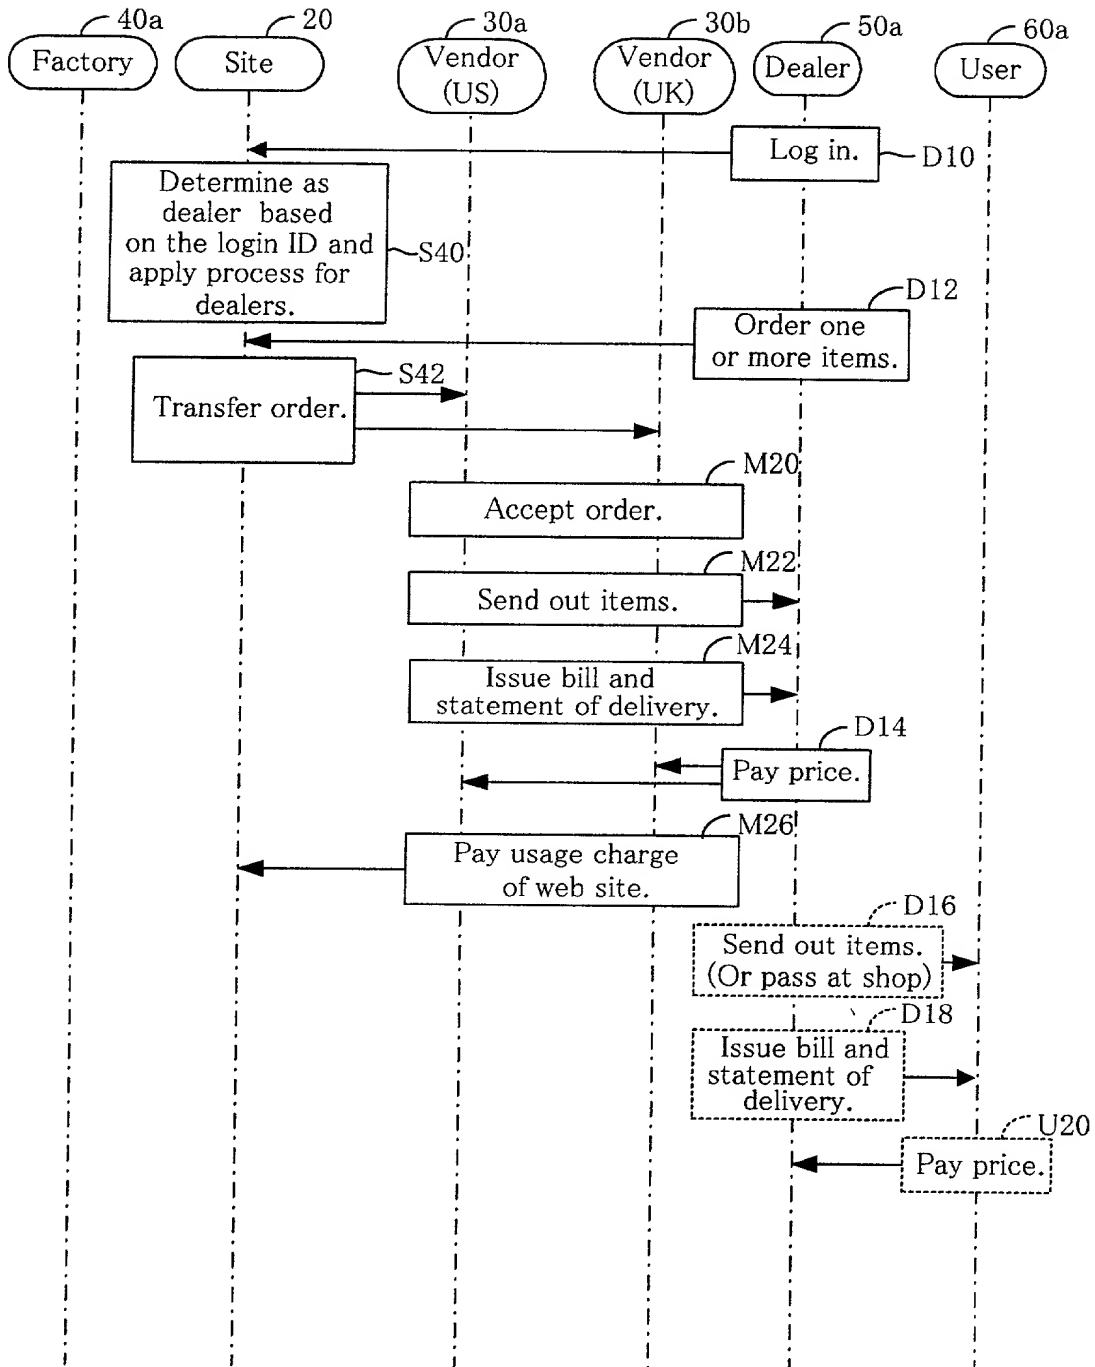 40a
20
30a
30b
50a
60a
Factory
Site
Vendor
(US)
Vendor
(UK)
Dealer
User
Log in.
D10
Determine as
dealer based
on the login ID and
apply process for
dealers.
S40
D12
Order one
or more items.
S42
Transfer order.
M20
Accept order.
M22
Send out items.
M24
Issue bill and
statement of delivery.
D14
Pay price.
M26
Pay usage charge
of web site.
D16
Send out items.
(Or pass at shop)
D18
Issue bill and
statement of
delivery.
U20
Pay price.